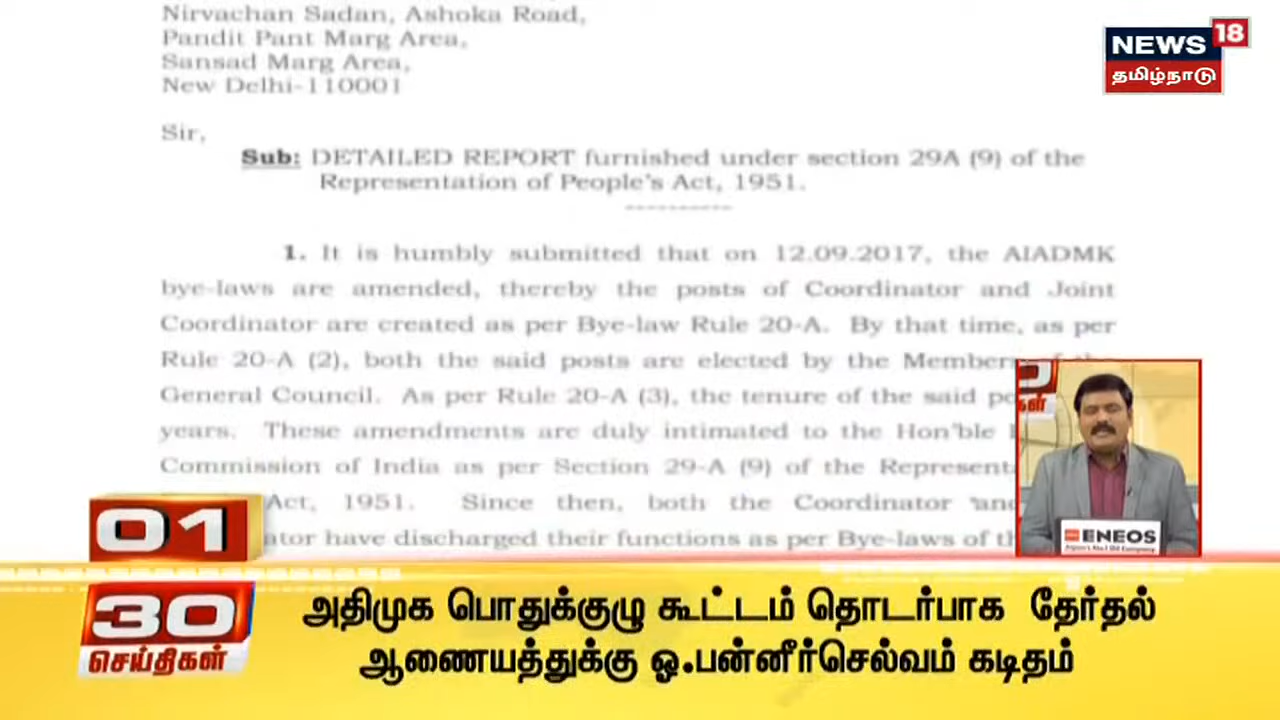 Nirvachan Sadan, Ashoka Road,
Pandit Pant Marg Area,
Sansad Marg Area,
New Delhi-110001
NEWS 18
தமிழ்நாடு
Sir,
Sub: DETAILED REPORT furnished under section 29A (9) of the
Representation of People's Act, 1951.
----------
1. It is humbly submitted that on 12.09.2017, the AIADMK
bye-laws are amended, thereby the posts of Coordinator and Joint
Coordinator are created as per Bye-law Rule 20-A. By that time, as per
Rule 20-A (2), both the said posts are elected by the
General Council. As per Rule 20-A (3), the tenure of the said
years. These amendments are duly intimated to the Hon'ble
Commission of India as per Section 29-A (9) of the
Act, 1951. Since then, both the Coordinator
have discharged their functions as per Bye-laws of
கள்
ENEOS
01
30
செய்திகள்
அதிமுக பொதுக்குழு கூட்டம் தொடர்பாக தேர்தல்
ஆணையத்துக்கு ஓ.பன்னீர்செல்வம் கடிதம்